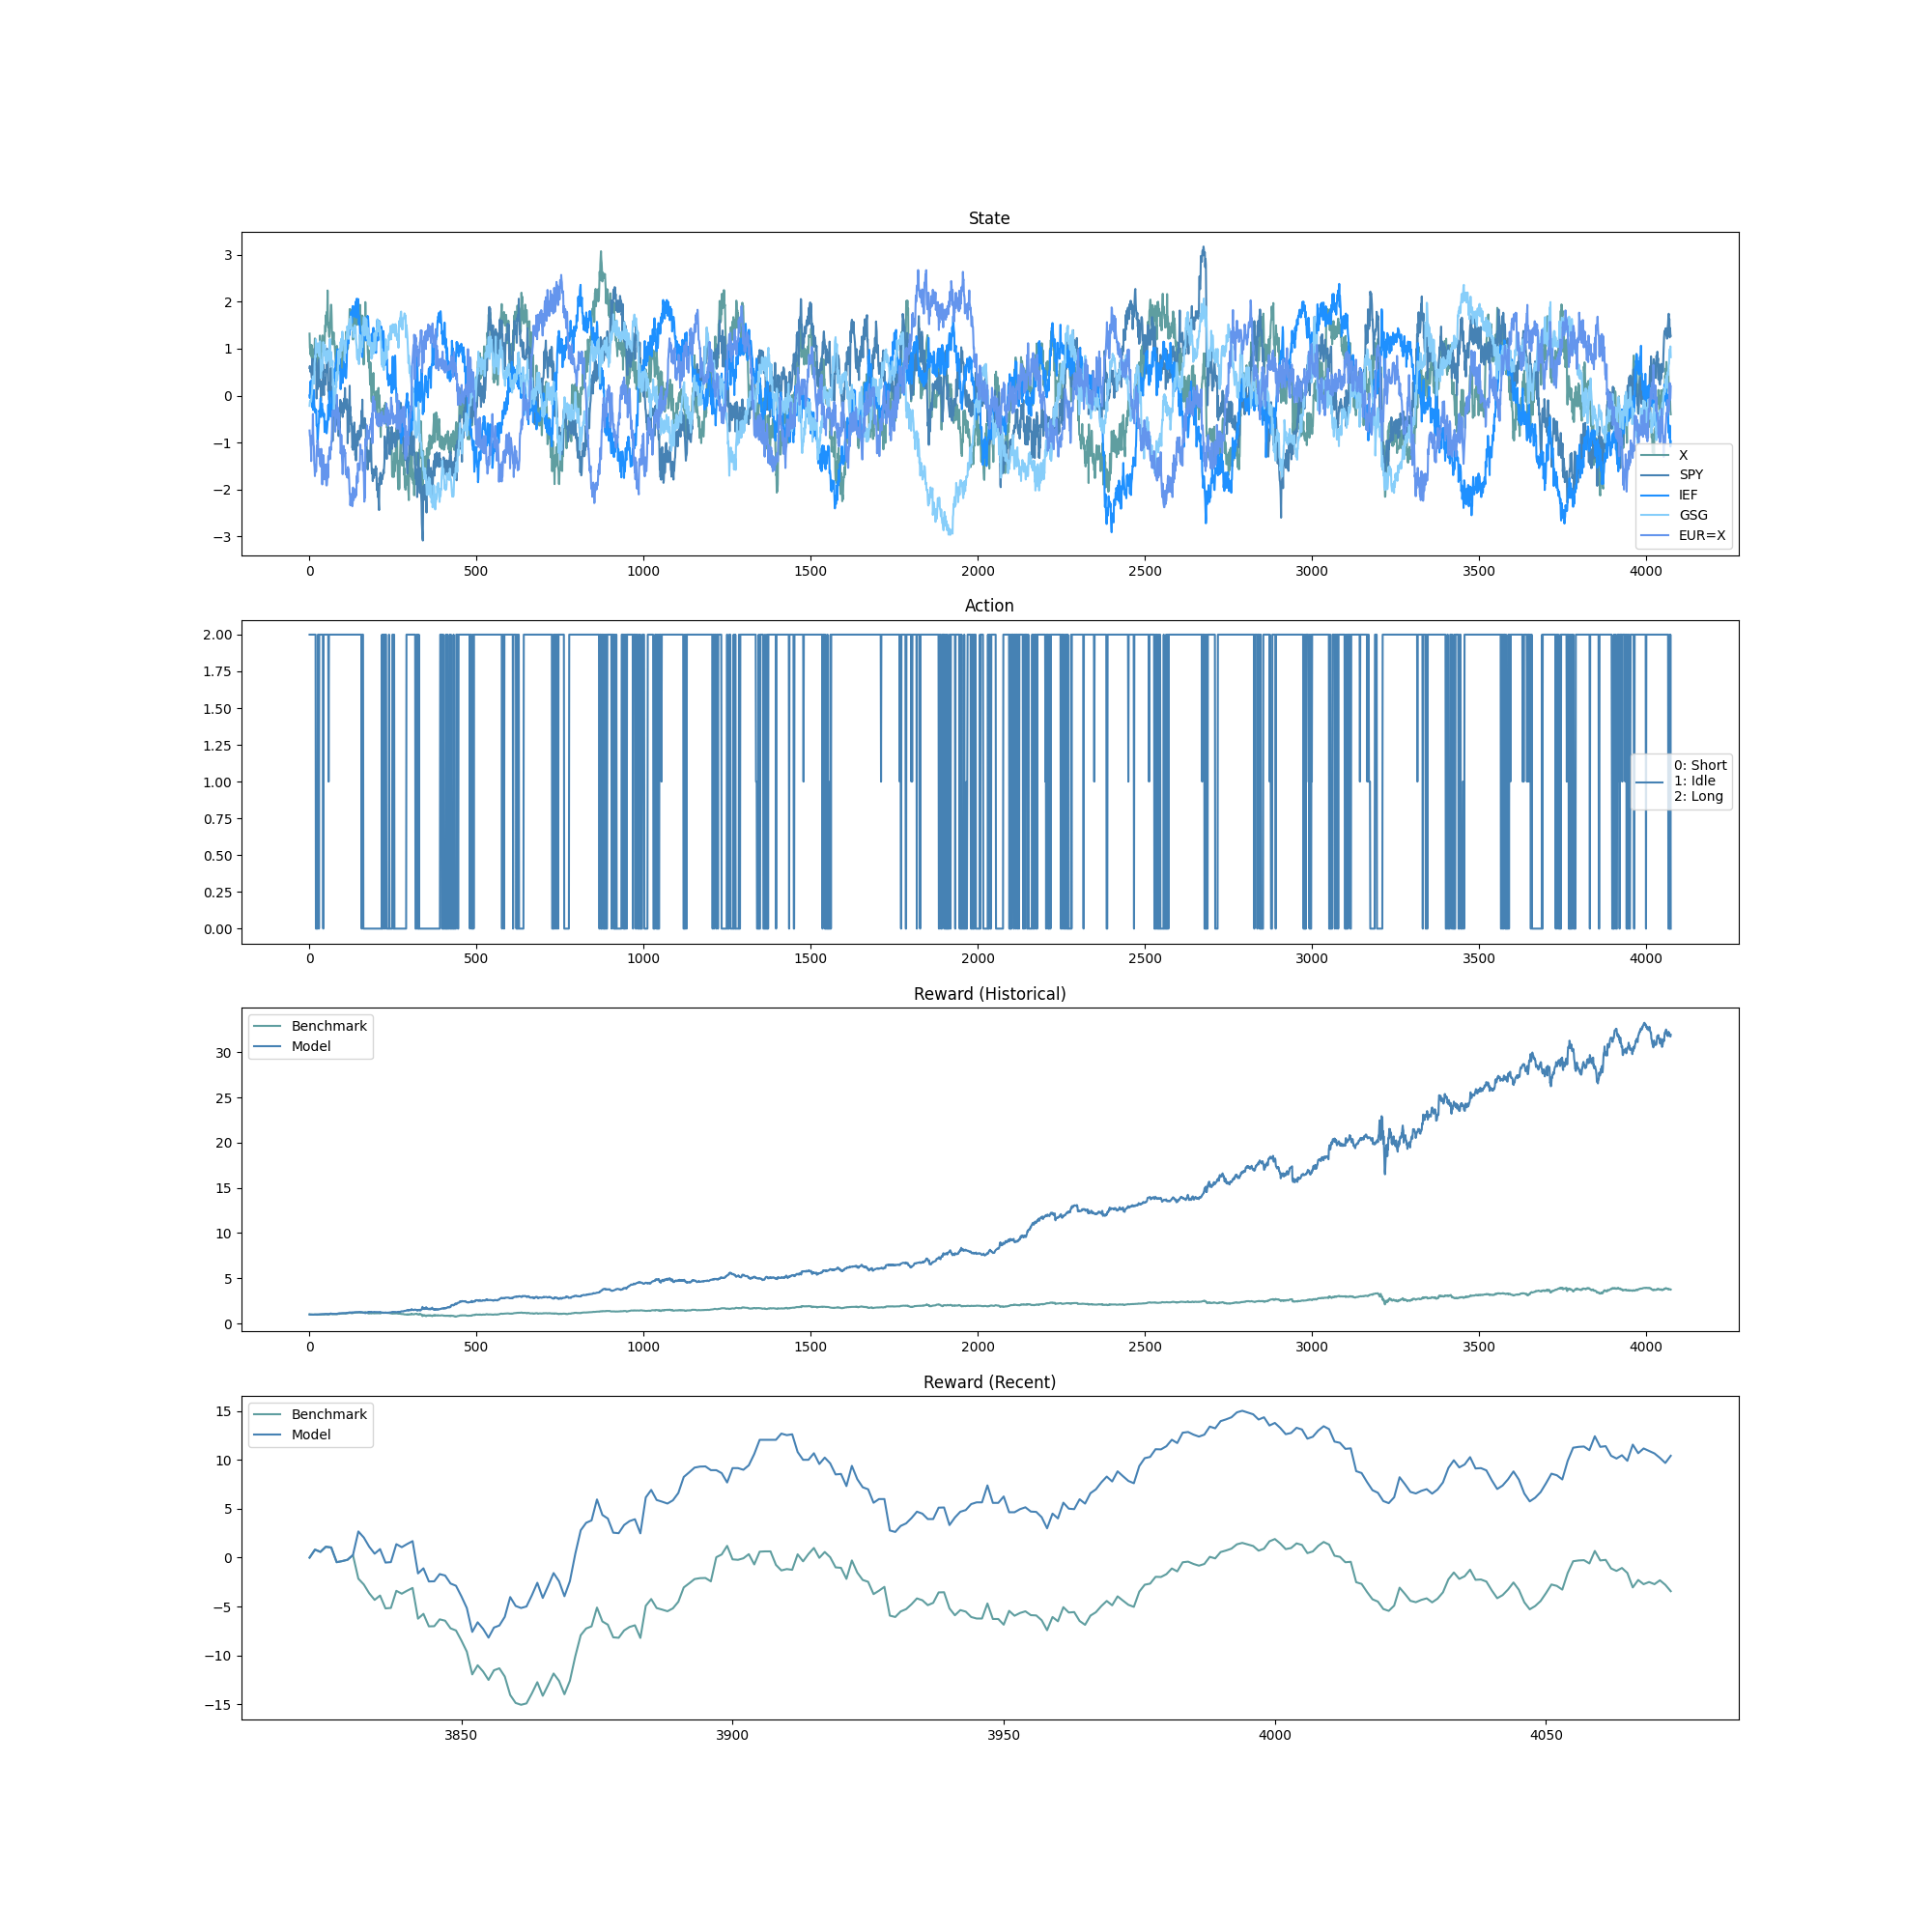 State
3
2
1
0
−1
−2
−3
X
SPY
IEF
GSG
EUR=X
0 500 1000 1500 2000 2500 3000 3500 4000
Action
2.00
1.75
1.50
1.25
1.00
0.75
0.50
0.25
0.00
0: Short
1: Idle
2: Long
0 500 1000 1500 2000 2500 3000 3500 4000
Reward (Historical)
Benchmark
Model
30
25
20
15
10
5
0
0 500 1000 1500 2000 2500 3000 3500 4000
Reward (Recent)
Benchmark
Model
15
10
5
0
−5
−10
−15
3850 3900 3950 4000 4050